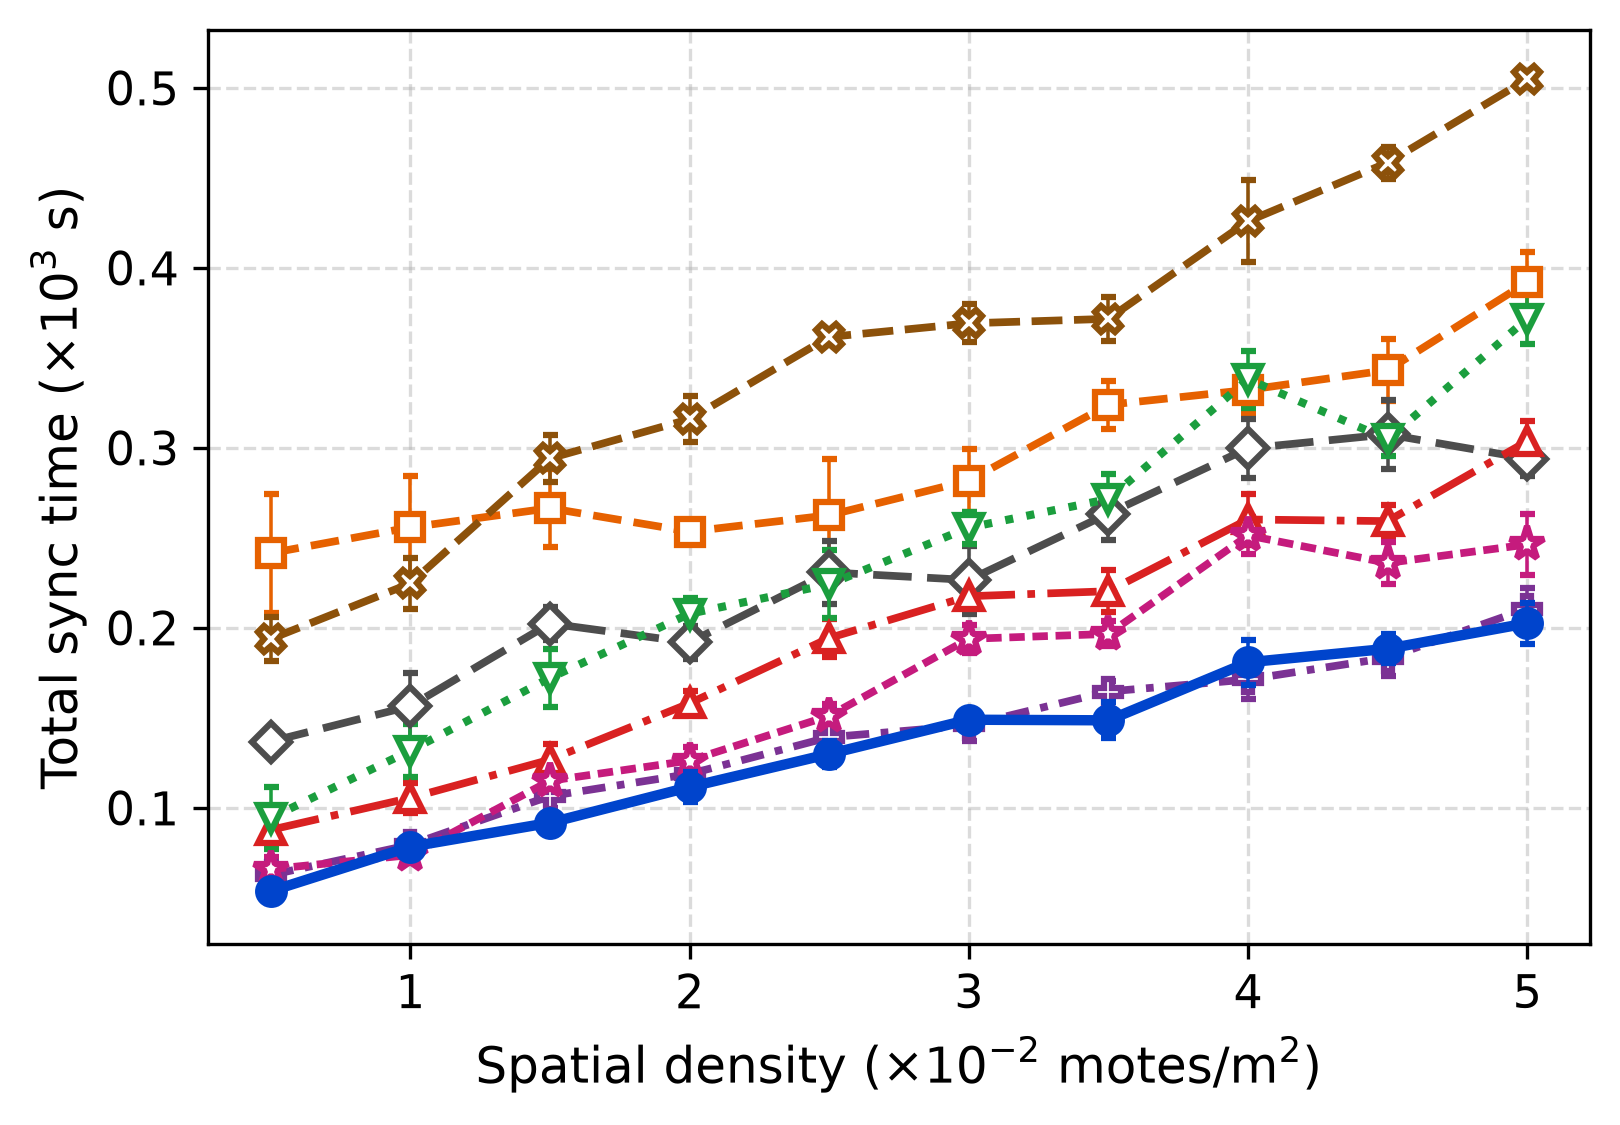 Total sync time (×10³ s)
0.5
0.4
0.3
0.2
0.1
1 2 3 4 5
Spatial density (×10⁻² motes/m²)